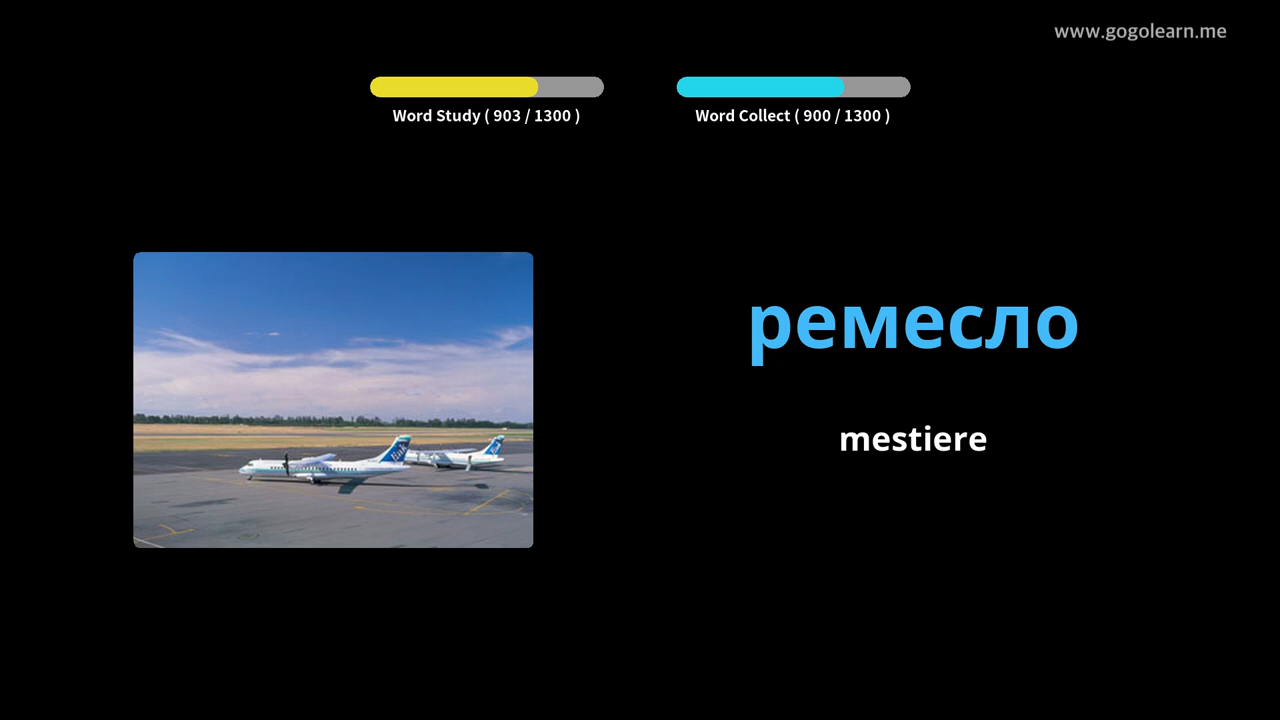 www.gogolearn.me
Word Study ( 903 / 1300 )
Word Collect ( 900 / 1300 )
ремесло
mestiere